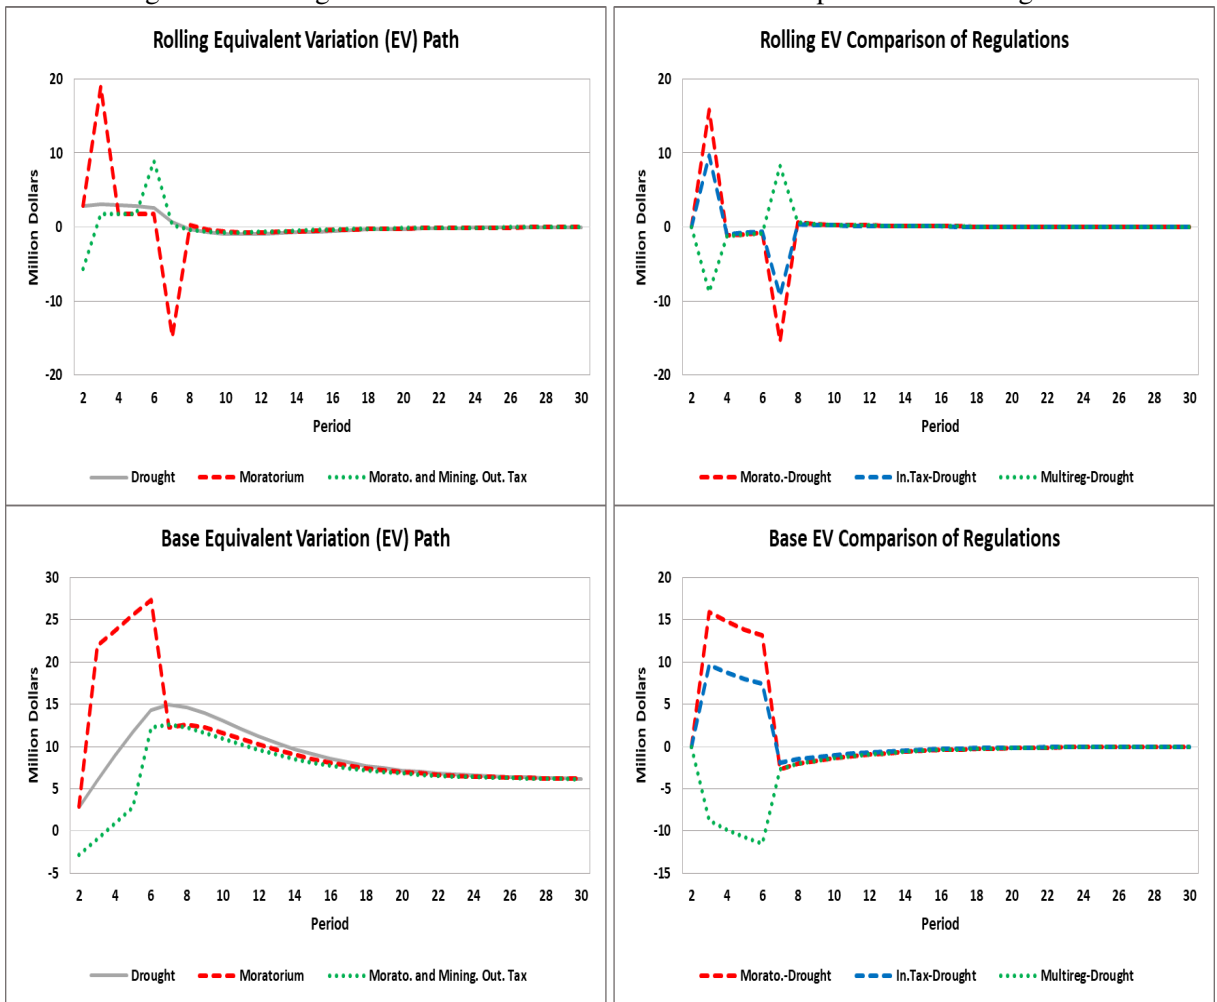 Rolling Equivalent Variation (EV) Path
Million Dollars
20
10
0
-10
-20
2 4 6 8 10 12 14 16 18 20 22 24 26 28 30
Period
Drought Moratorium Morato. and Mining. Out. Tax
Rolling EV Comparison of Regulations
Million Dollars
20
10
0
-10
-20
2 4 6 8 10 12 14 16 18 20 22 24 26 28 30
Period
Morato.-Drought In.Tax-Drought Multireg-Drought
Base Equivalent Variation (EV) Path
Million Dollars
30
25
20
15
10
5
0
-5
2 4 6 8 10 12 14 16 18 20 22 24 26 28 30
Period
Drought Moratorium Morato. and Mining. Out. Tax
Base EV Comparison of Regulations
Million Dollars
20
15
10
5
0
-5
-10
-15
2 4 6 8 10 12 14 16 18 20 22 24 26 28 30
Period
Morato.-Drought In.Tax-Drought Multireg-Drought